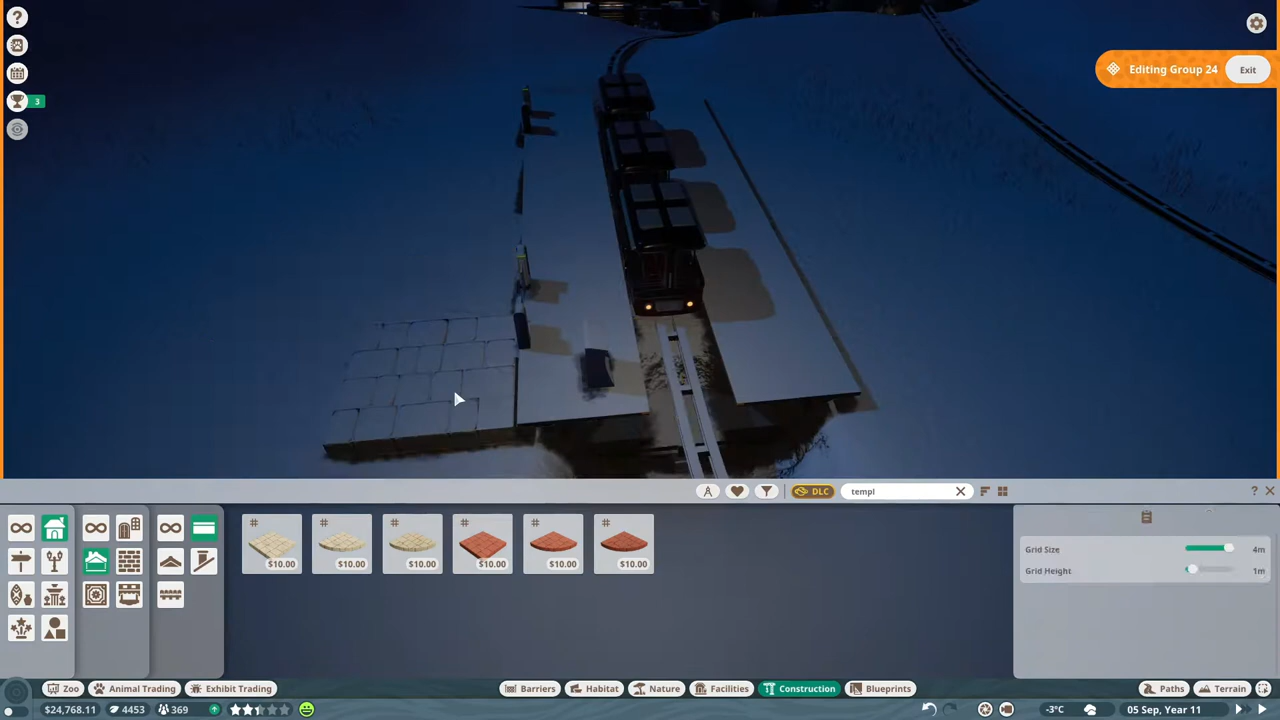 ?
Editing Group 24 Exit
3
DLC templ
?
# $10.00 # $10.00 # $10.00 # $10.00 # $10.00 # $10.00
Grid Size 4m
Grid Height 1m
Zoo Animal Trading Exhibit Trading Barriers Habitat Nature Facilities Construction Blueprints Paths Terrain
$24,768.11 4453 369 -3°C 05 Sep, Year 11